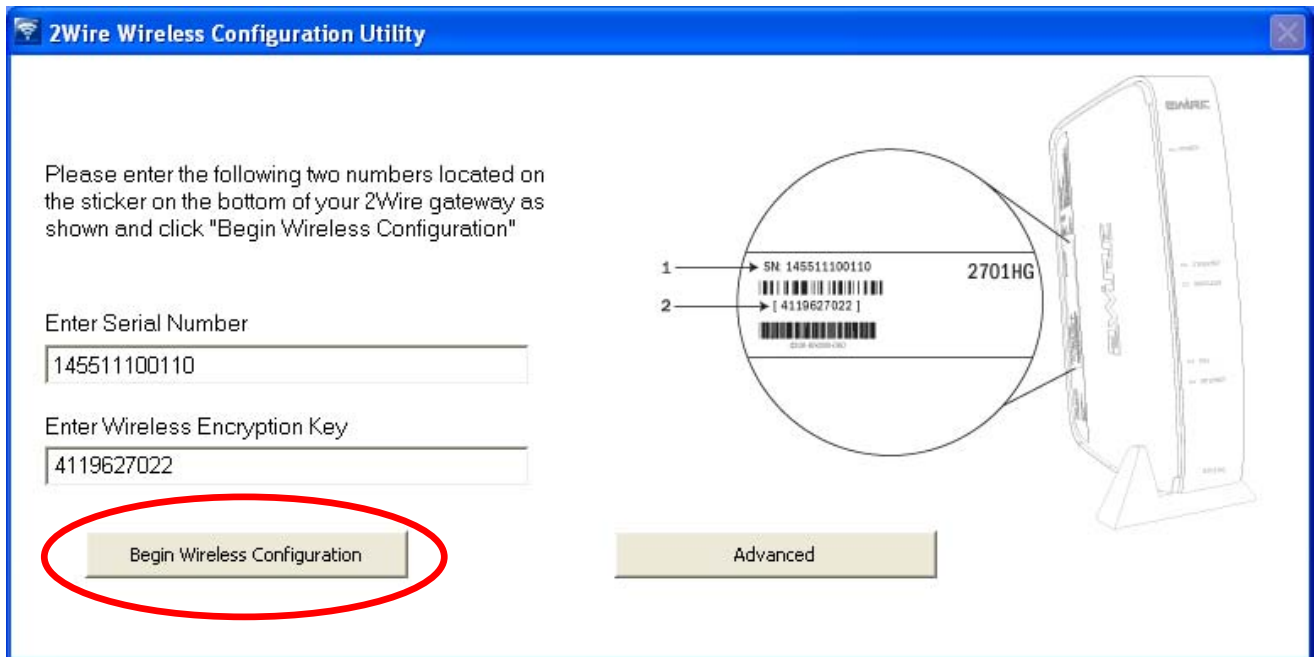 2Wire Wireless Configuration Utility
Please enter the following two numbers located on
the sticker on the bottom of your 2Wire gateway as
shown and click "Begin Wireless Configuration"
Enter Serial Number
145511100110
Enter Wireless Encryption Key
4119627022
Begin Wireless Configuration
Advanced
1
SN: 145511100110
2701HG
2
[ 4119627022 ]
2WIRE
2WIRE